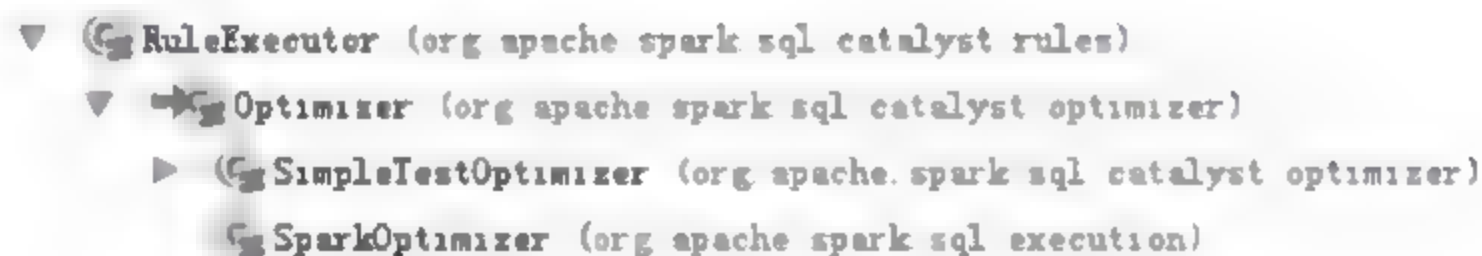 RuleExecutor (org apache spark sql catalyst rules)
Optimizer (org apache spark sql catalyst optimizer)
SimpleTestOptimizer (org apache.spark sql catalyst optimizer)
SparkOptimizer (org apache spark sql execution)